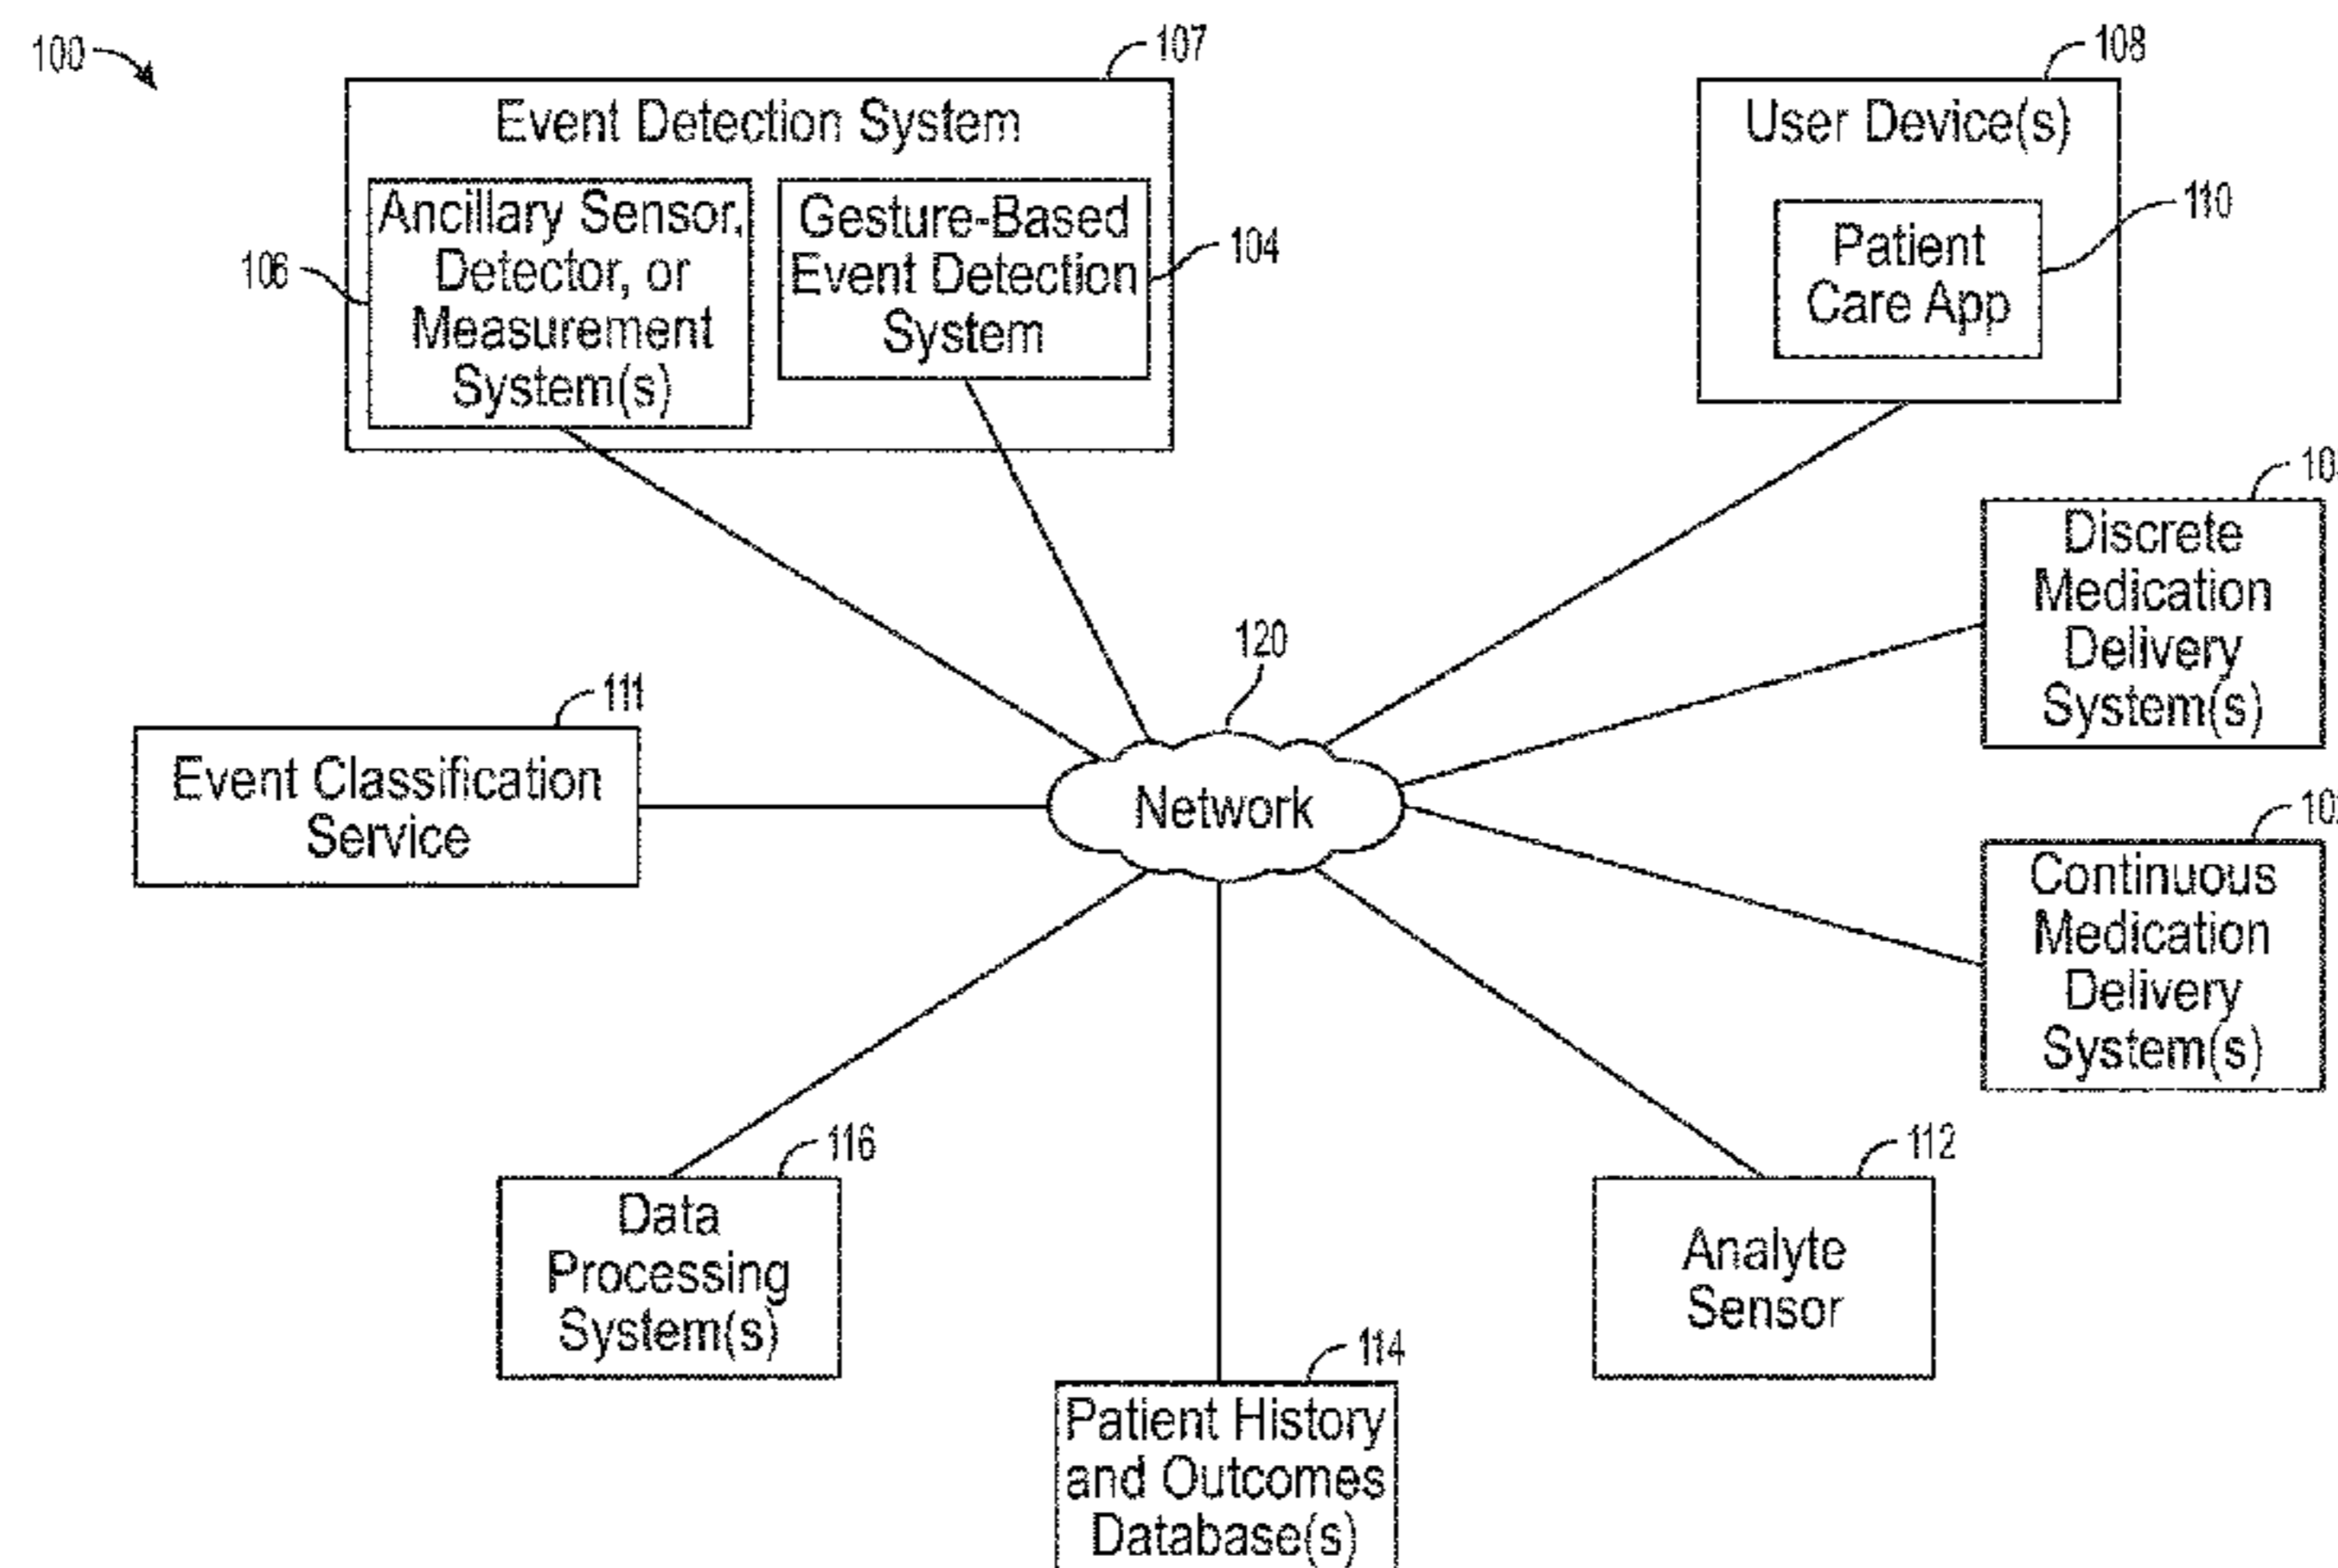 100
107
Event Detection System
Ancillary Sensor,
Detector, or
Measurement
System(s)
106
Gesture-Based
Event Detection
System
104
108
User Device(s)
Patient
Care App
110
Discrete
Medication
Delivery
System(s)
120
Network
111
Event Classification
Service
Continuous
Medication
Delivery
System(s)
116
Data
Processing
System(s)
112
Analyte
Sensor
114
Patient History
and Outcomes
Database(s)